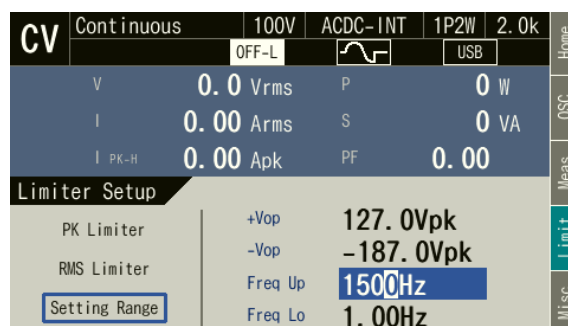 CV Continuous 100V ACDC-INT 1P2W 2.0k
OFF-L USB
V 0.0 Vrms P 0 W
I 0.00 Arms S 0 VA
I PK-H 0.00 Apk PF 0.00
Limiter Setup
PK Limiter
RMS Limiter
Setting Range
+Vop 127.0Vpk
-Vop -187.0Vpk
Freq Up 1500Hz
Freq Lo 1.00Hz
Home
OSC
Meas
Limit
Misc